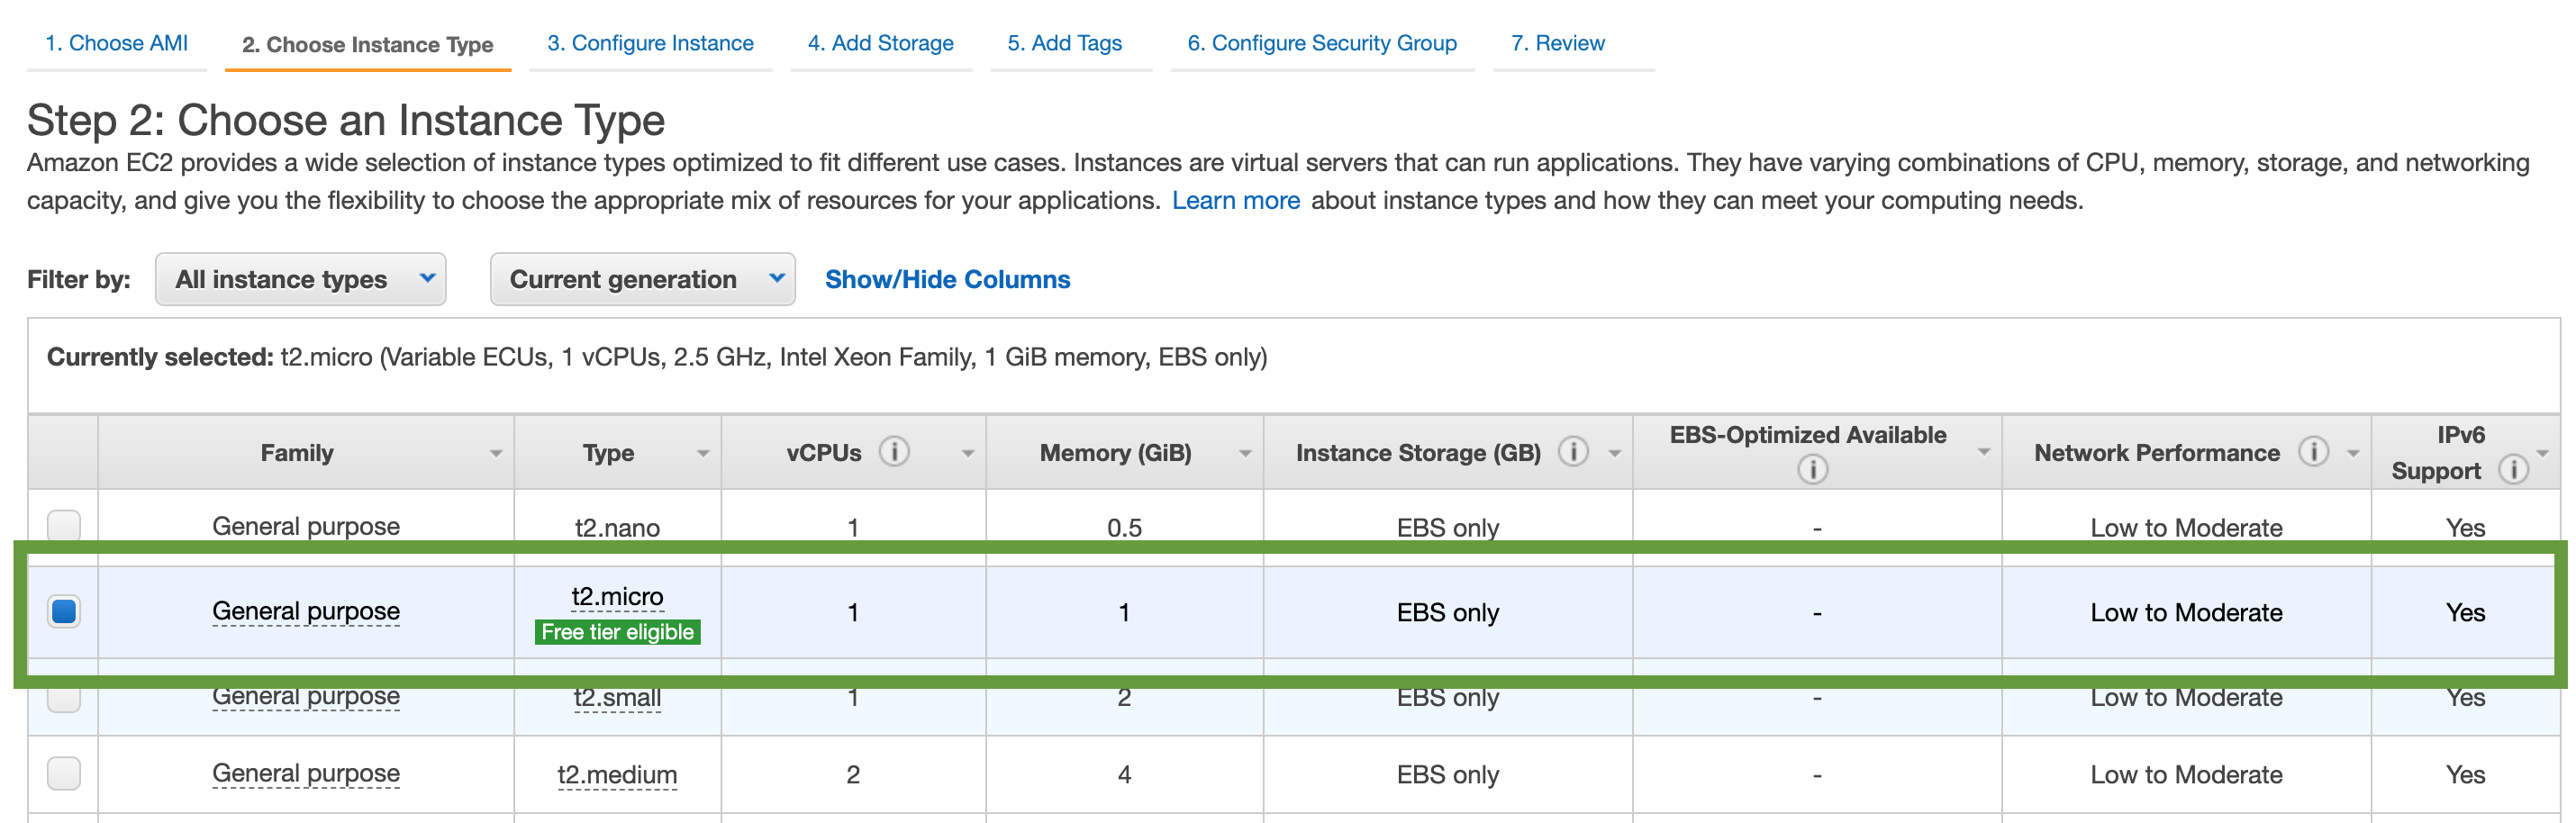 1. Choose AMI 2. Choose Instance Type 3. Configure Instance 4. Add Storage 5. Add Tags 6. Configure Security Group 7. Review
Step 2: Choose an Instance Type
Amazon EC2 provides a wide selection of instance types optimized to fit different use cases. Instances are virtual servers that can run applications. They have varying combinations of CPU, memory, storage, and networking
capacity, and give you the flexibility to choose the appropriate mix of resources for your applications. Learn more about instance types and how they can meet your computing needs.
Filter by: All instance types Current generation Show/Hide Columns
Currently selected: t2.micro (Variable ECUs, 1 vCPUs, 2.5 GHz, Intel Xeon Family, 1 GiB memory, EBS only)
Family Type vCPUs i Memory (GiB) Instance Storage (GB) i EBS-Optimized Available i Network Performance i IPv6 Support i
General purpose t2.nano 1 0.5 EBS only - Low to Moderate Yes
General purpose t2.micro Free tier eligible 1 1 EBS only - Low to Moderate Yes
General purpose t2.small 1 2 EBS only - Low to Moderate Yes
General purpose t2.medium 2 4 EBS only - Low to Moderate Yes